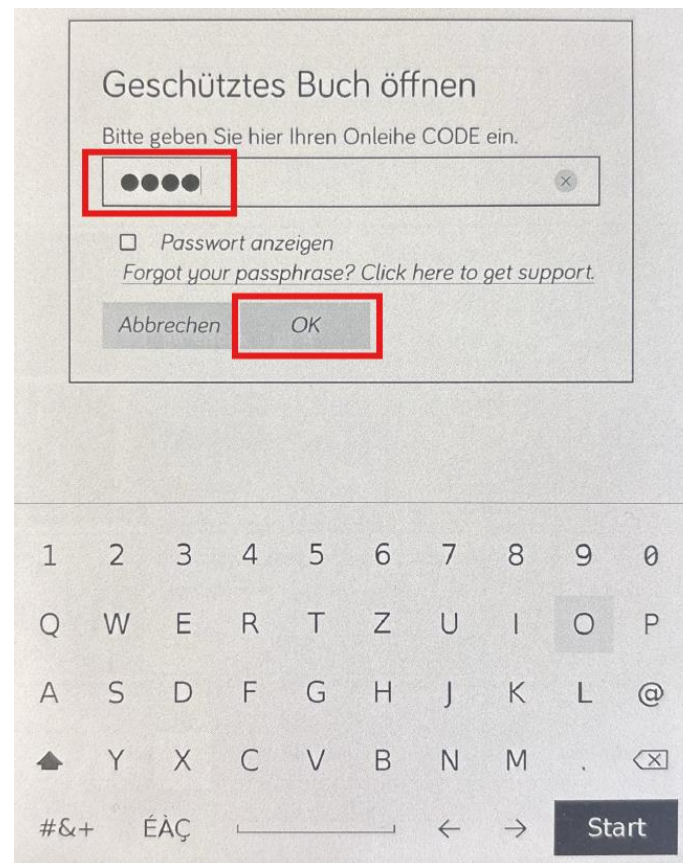 Geschütztes Buch öffnen
Bitte geben Sie hier Ihren Onleihe CODE ein.
●●●●
Passwort anzeigen
Forgot your passphrase? Click here to get support.
Abbrechen OK
1 2 3 4 5 6 7 8 9 0
Q W E R T Z U I O P
A S D F G H J K L @
Y X C V B N M .
#&+ ÉÀÇ ← → Start